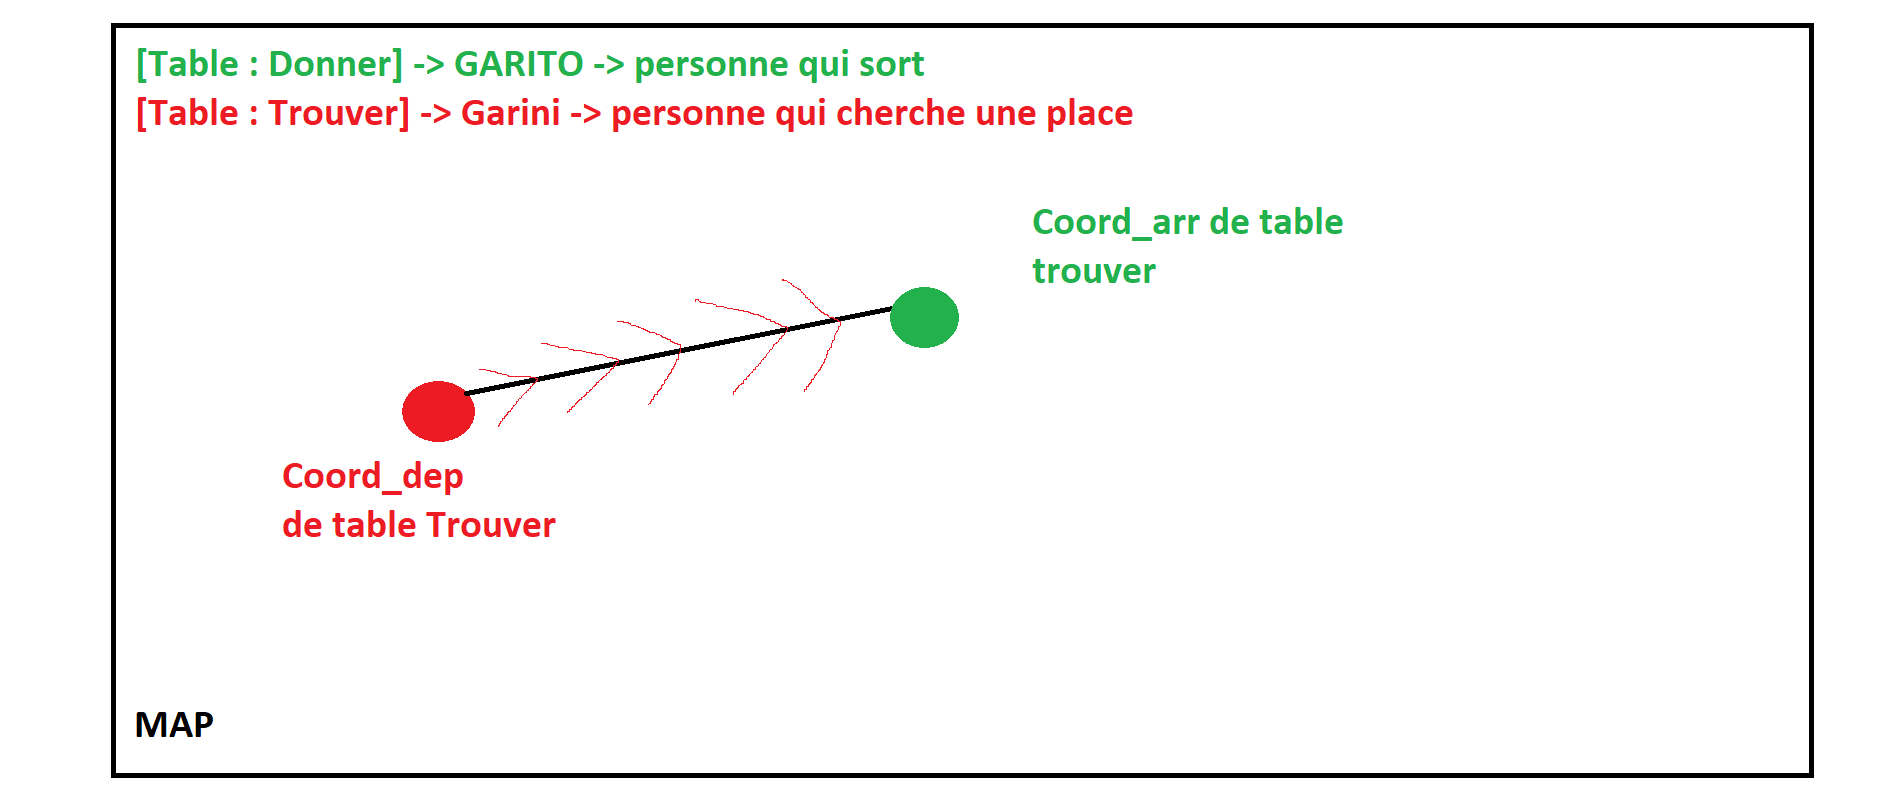 [Table : Donner] -> GARITO -> personne qui sort
[Table : Trouver] -> Garini -> personne qui cherche une place
Coord_arr de table
trouver
Coord_dep
de table Trouver
MAP